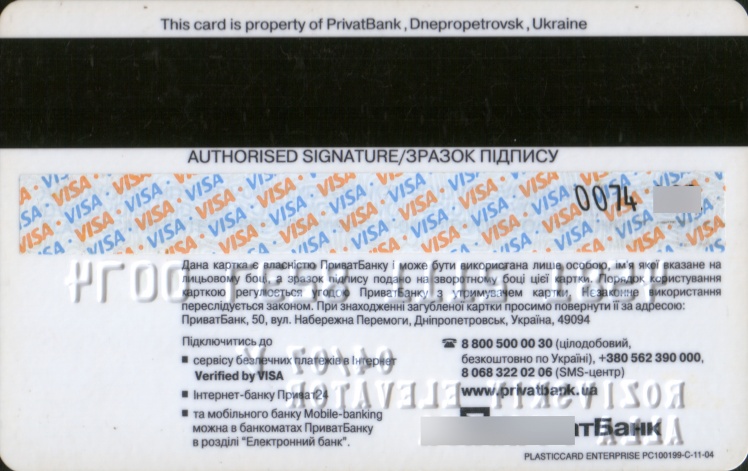 This card is property of PrivatBank, Dnepropetrovsk, Ukraine
AUTHORISED SIGNATURE/ЗРАЗОК ПІДПИСУ
VISA
0074
Дана картка є власністю ПриватБанку і може бути використана лише особою, ім'я якої вказане на
лицьовому боці, а зразок підпису подано на зворотному боці цієї картки. Порядок користування
карткою регулюється угодою ПриватБанку з утримувачем картки. Незаконне використання
переслідується законом. При знаходженні загубленої картки просимо повернути її за адресою:
ПриватБанк, 50, вул. Набережна Перемоги, Дніпропетровськ, Україна, 49094
Підключитись до
■ сервісу безпечних платежів в Інтернет
Verified by VISA
■ Інтернет-банку Приват24
■ та мобільного банку Mobile-banking
можна в банкоматах ПриватБанку
в розділі "Електронний банк".
☎ 8 800 500 00 30 (цілодобовий,
безкоштовно по Україні), +380 562 390 000,
8 068 322 02 06 (SMS-центр)
www.privatbank.ua
атБанк
PLASTICCARD ENTERPRISE PC100199-C-11-04